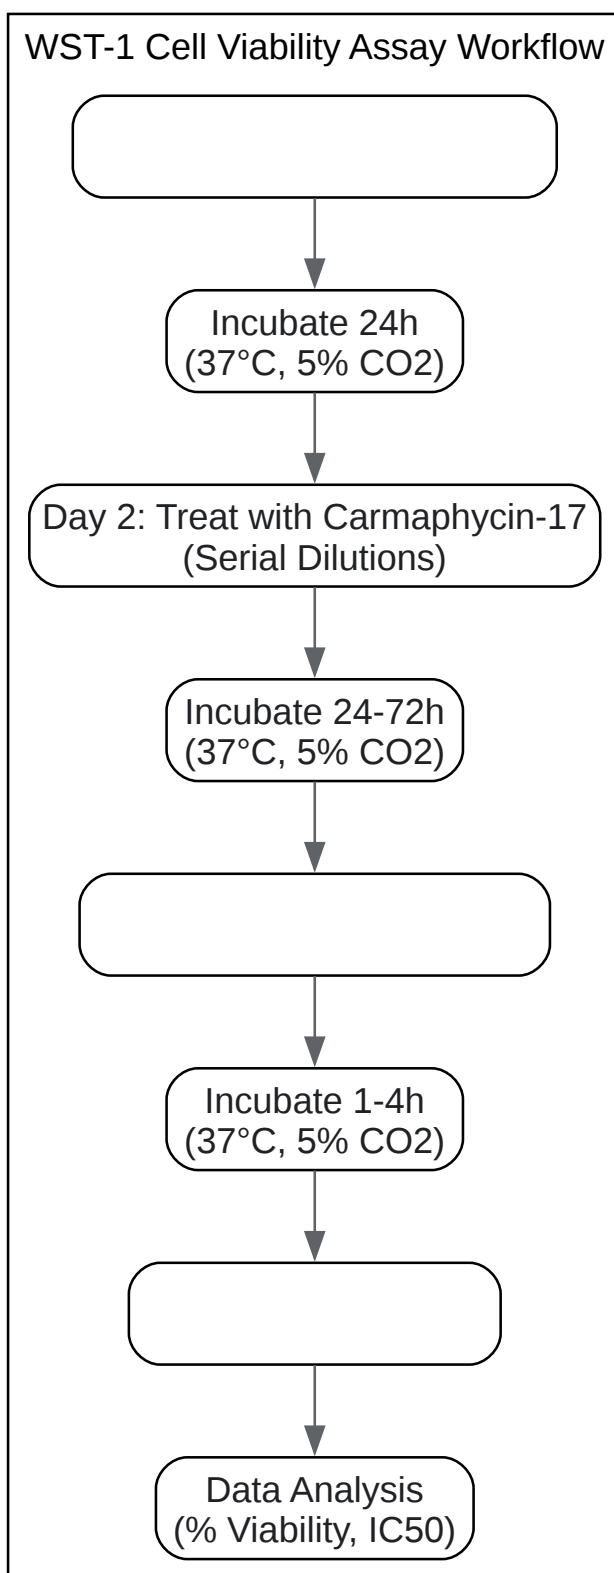 WST-1 Cell Viability Assay Workflow
Incubate 24h
(37°C, 5% CO2)
Day 2: Treat with Carmaphycin-17
(Serial Dilutions)
Incubate 24-72h
(37°C, 5% CO2)
Incubate 1-4h
(37°C, 5% CO2)
Data Analysis
(% Viability, IC50)